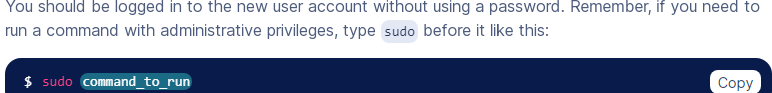 You should be logged in to the new user account without using a password. Remember, if you need to
run a command with administrative privileges, type sudo before it like this:
$ sudo command_to_run
Copy